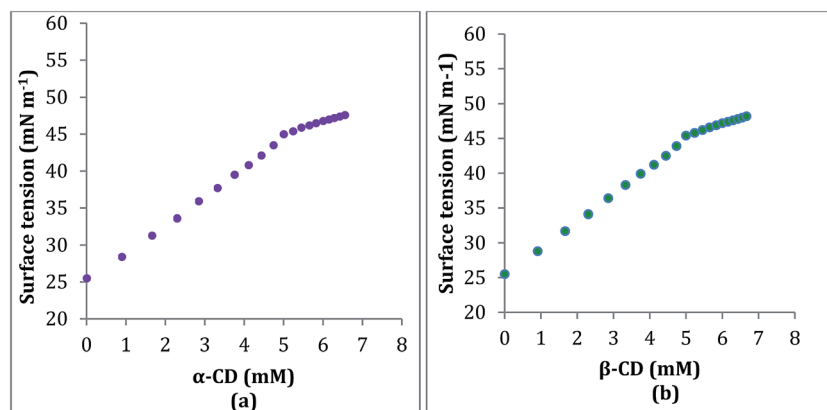 60
55
50
45
40
35
30
25
20
Surface tension (mN m⁻¹)
0 1 2 3 4 5 6 7 8
α-CD (mM)
(a)
60
55
50
45
40
35
30
25
20
Surface tension (mN m-1)
0 1 2 3 4 5 6 7 8
β-CD (mM)
(b)